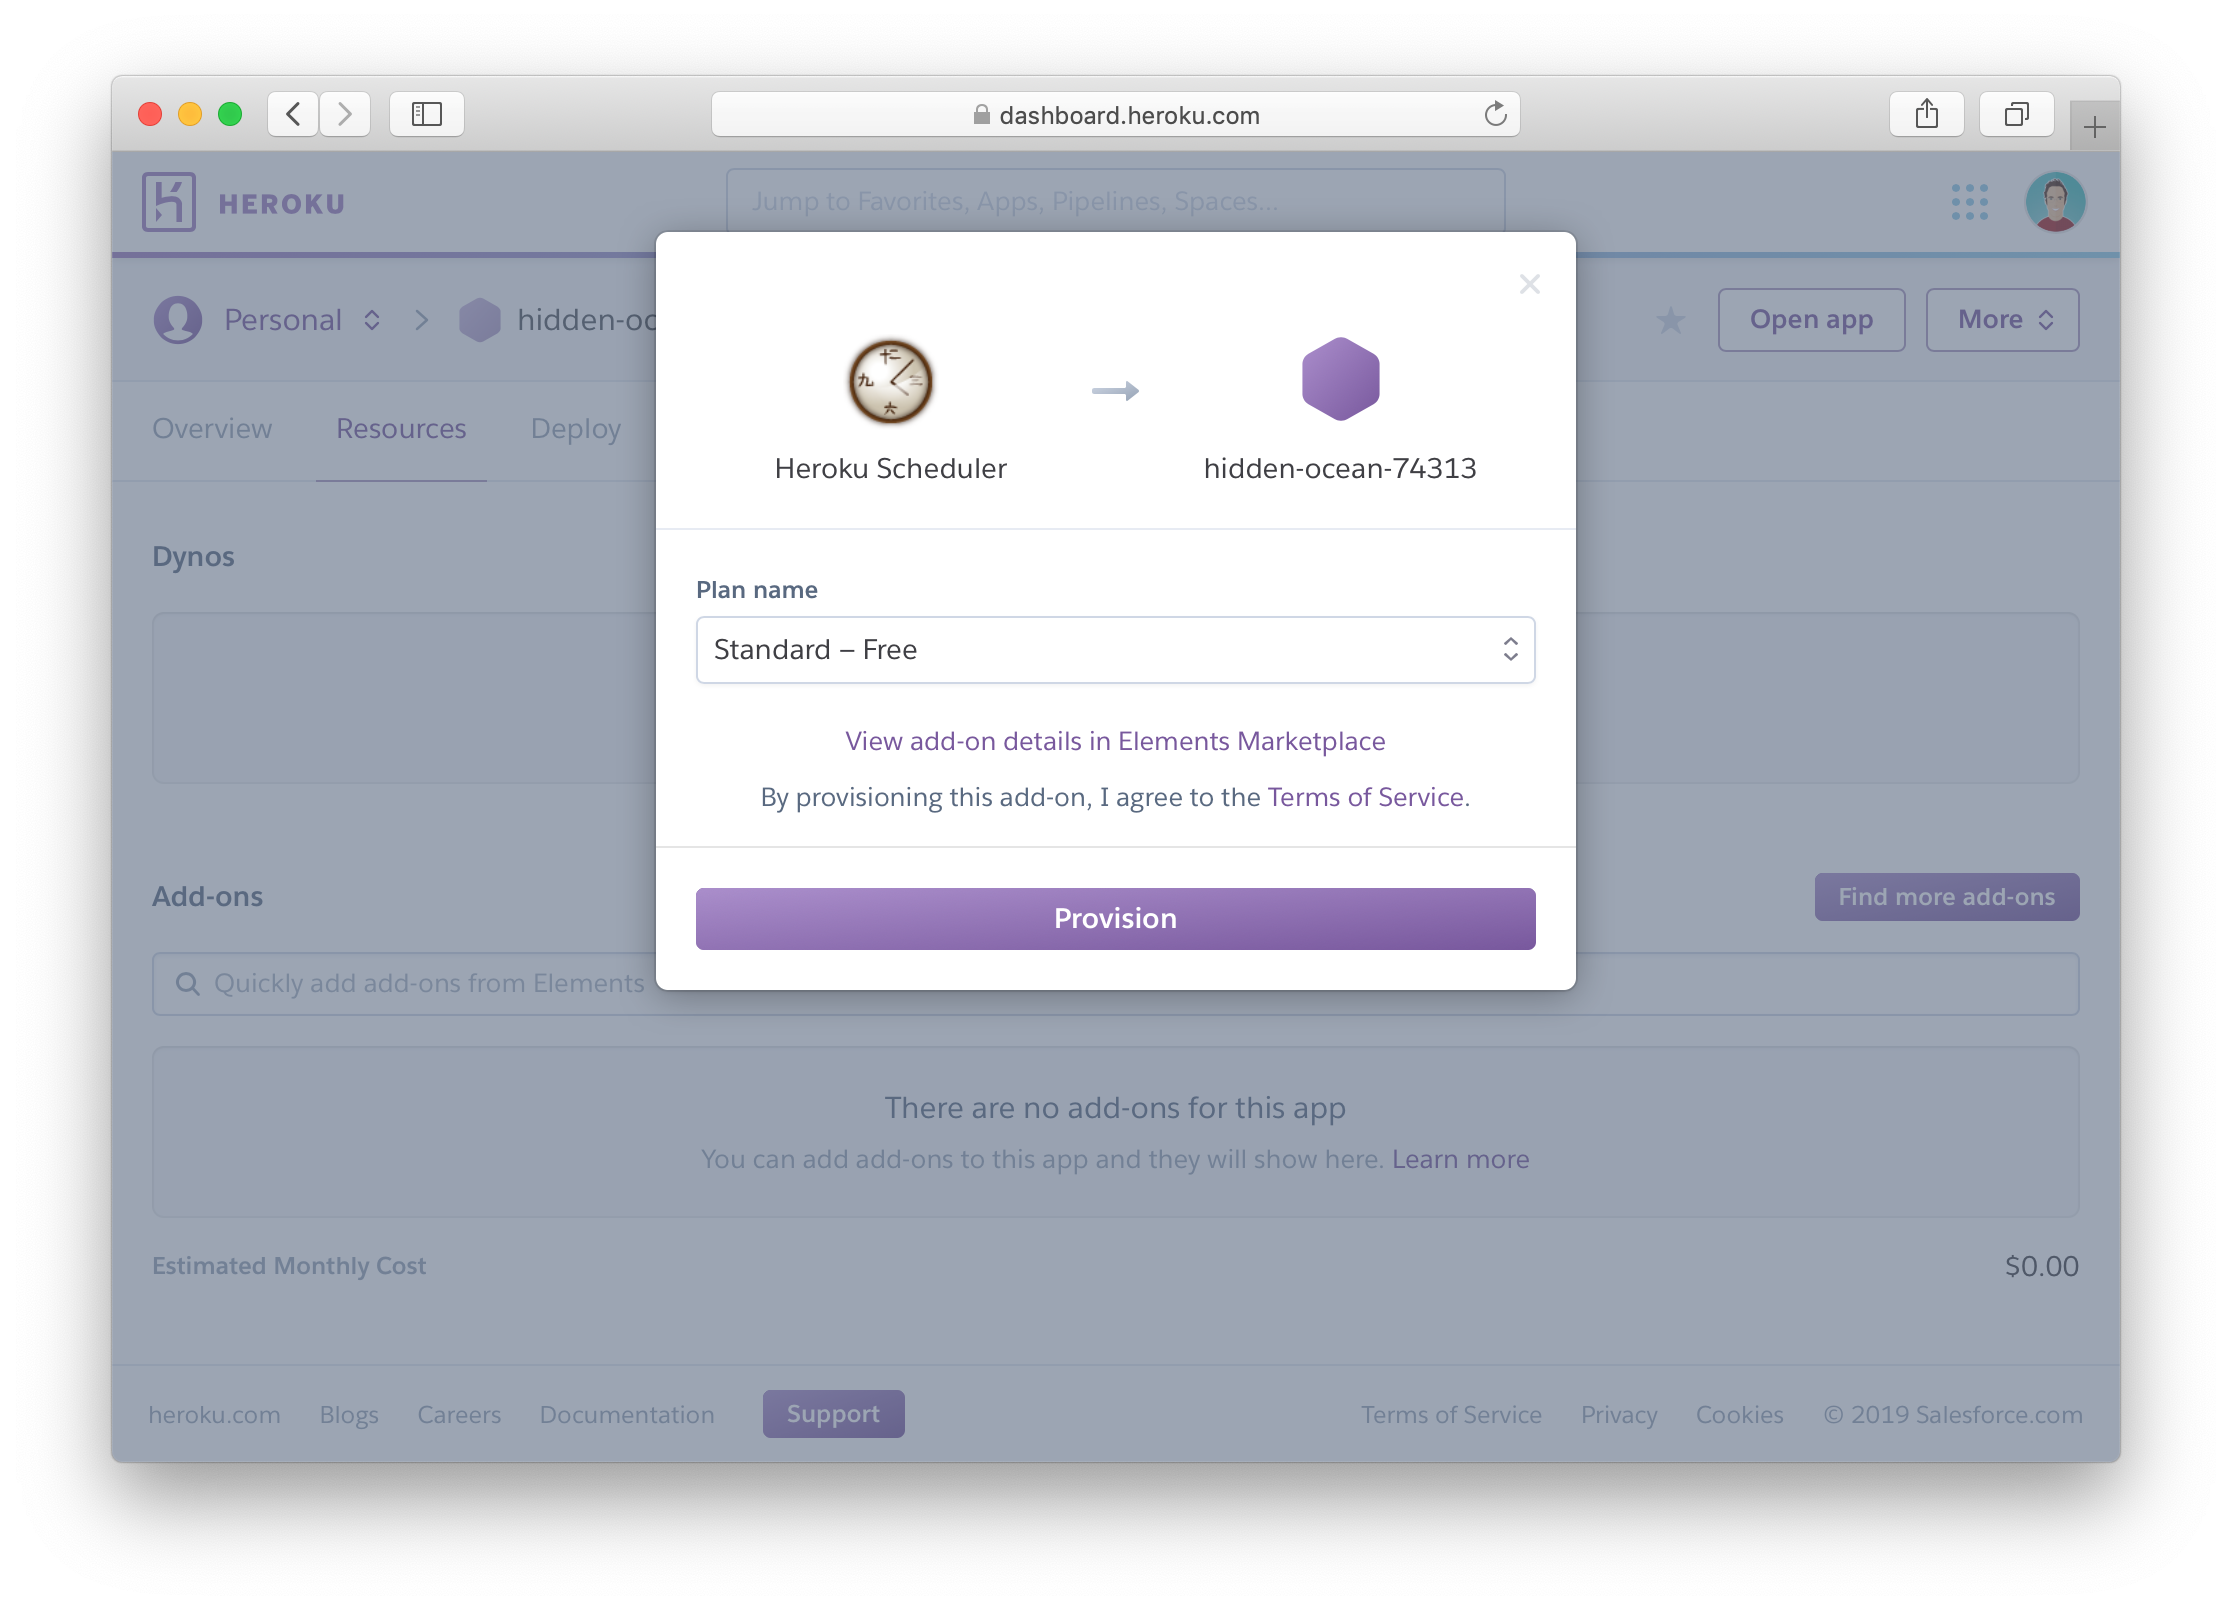 dashboard.heroku.com
HEROKU
Jump to Favorites, Apps, Pipelines, Spaces...
Personal
hidden-oc
Open app
More
Overview
Resources
Deploy
十二
九
三
六
Heroku Scheduler
hidden-ocean-74313
Dynos
Plan name
Standard – Free
View add-on details in Elements Marketplace
By provisioning this add-on, I agree to the Terms of Service.
Provision
Add-ons
Find more add-ons
Quickly add add-ons from Elements
There are no add-ons for this app
You can add add-ons to this app and they will show here. Learn more
Estimated Monthly Cost
$0.00
heroku.com
Blogs
Careers
Documentation
Support
Terms of Service
Privacy
Cookies
© 2019 Salesforce.com